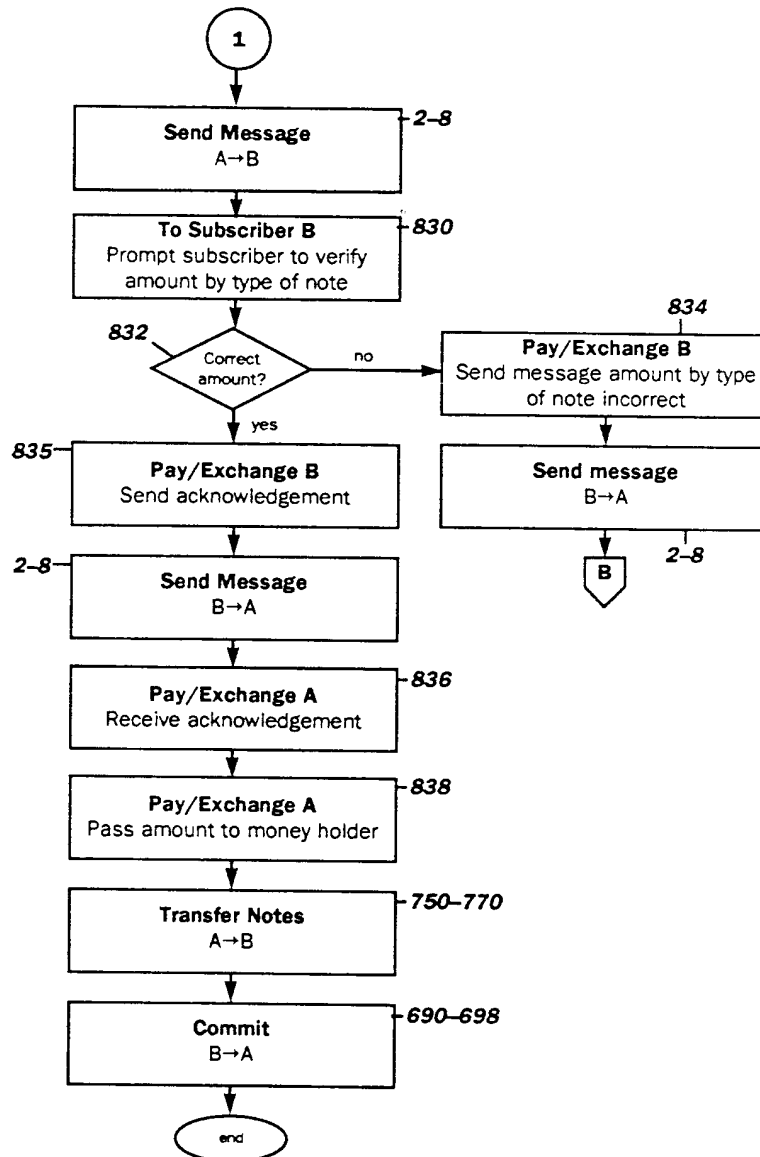 1
Send Message
A→B
2–8
To Subscriber B
Prompt subscriber to verify
amount by type of note
830
832
Correct
amount?
no
yes
834
Pay/Exchange B
Send message amount by type
of note incorrect
Send message
B→A
2–8
B
835
Pay/Exchange B
Send acknowledgement
2–8
Send Message
B→A
Pay/Exchange A
Receive acknowledgement
836
Pay/Exchange A
Pass amount to money holder
838
Transfer Notes
A→B
750–770
Commit
B→A
690–698
end